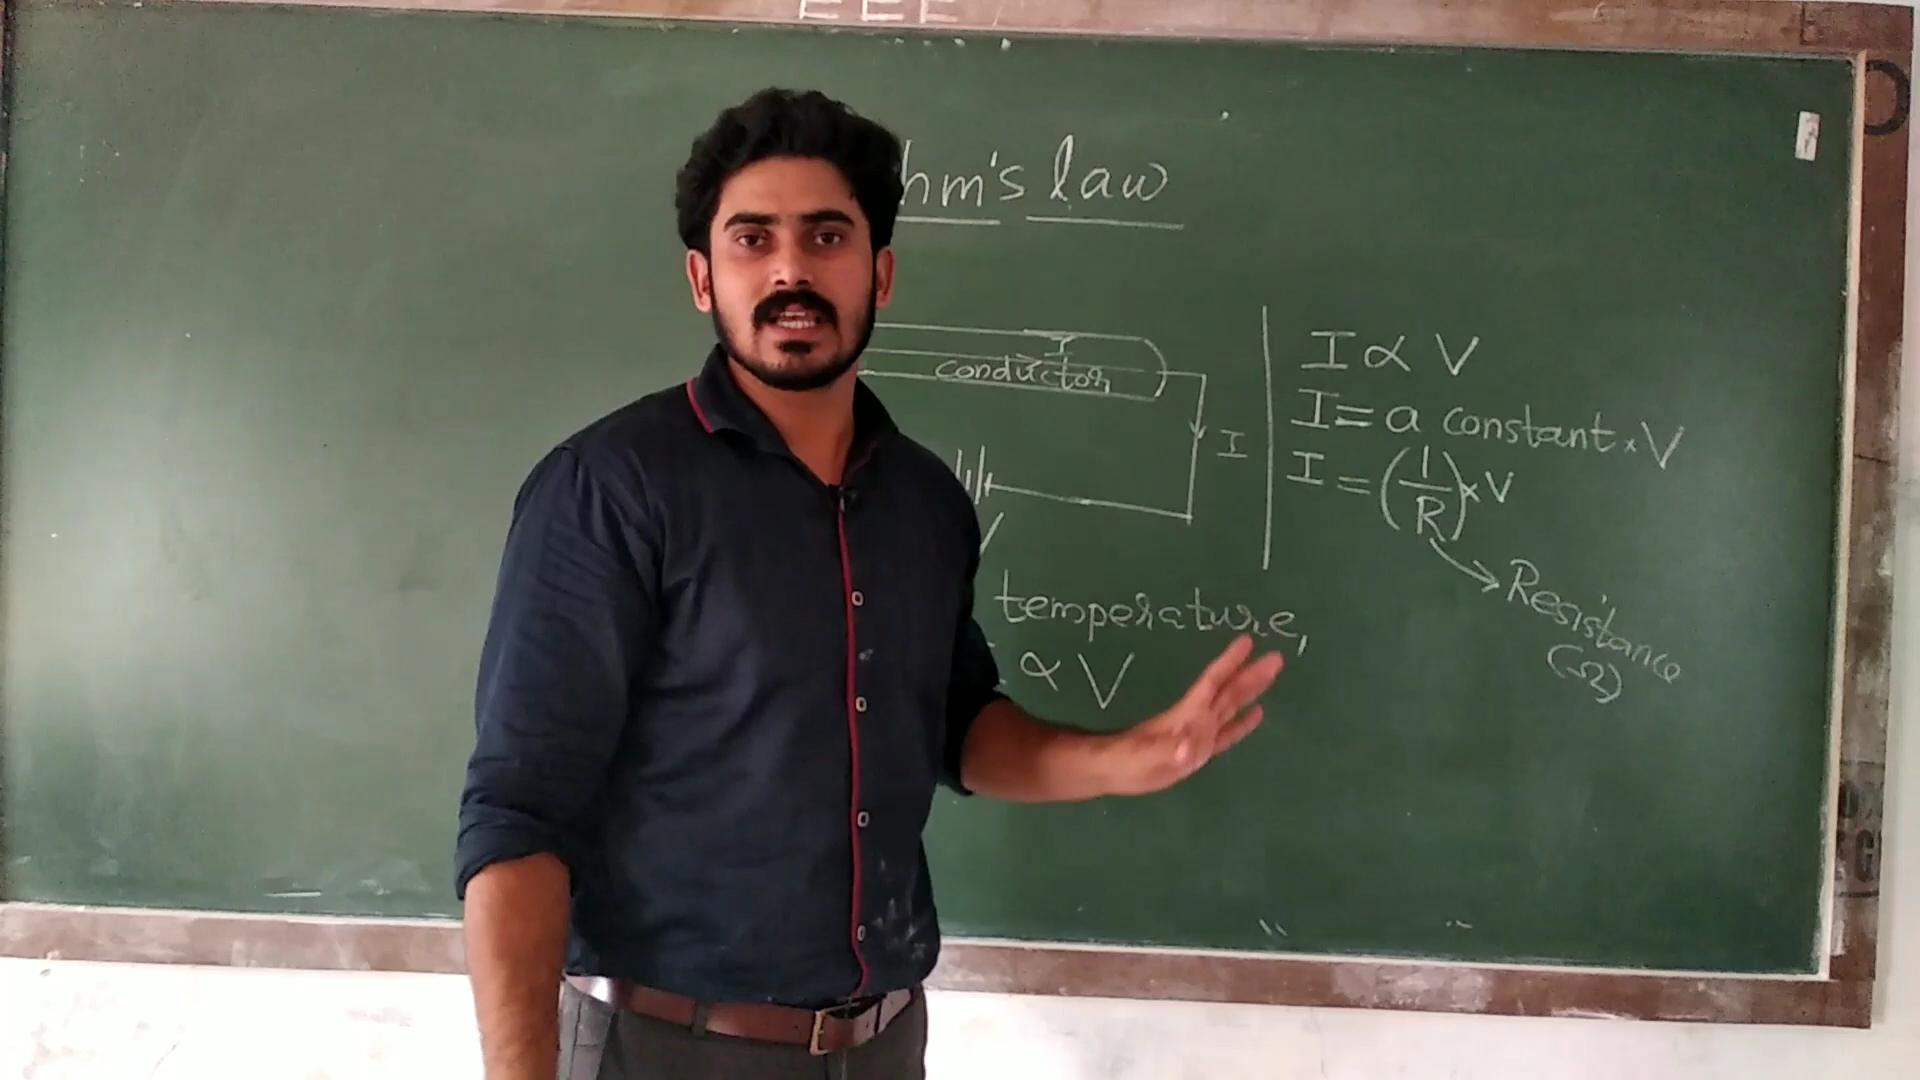 EEE
hm's law
I
conductor
I
V
temperature,
∝ V
I ∝ V
I = a constant × V
I = (1/R) × V
Resistance
(Ω)